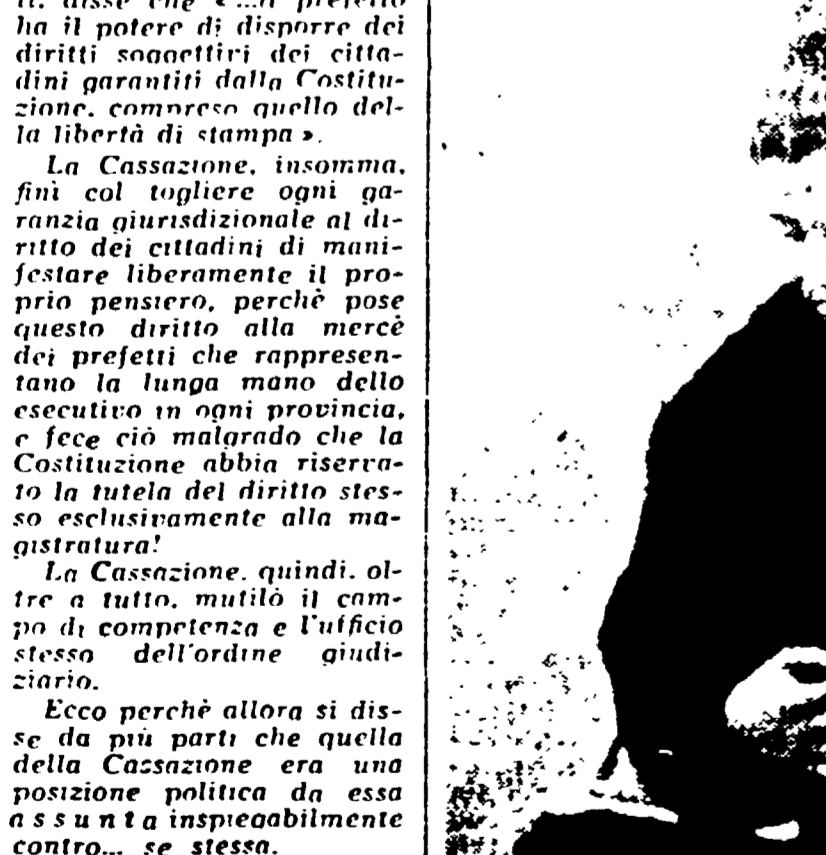 disse che «...il prefetto
ha il potere di disporre dei
diritti soggettivi dei citta-
dini garantiti dalla Costitu-
zione, compreso quello del-
la libertà di stampa ».
La Cassazione, insomma,
finì col togliere ogni ga-
ranzia giurisdizionale al di-
ritto dei cittadini di mani-
festare liberamente il pro-
prio pensiero, perchè pose
questo diritto alla mercè
dei prefetti che rappresen-
tano la lunga mano dello
esecutivo in ogni provincia,
e fece ciò malgrado che la
Costituzione abbia riserva-
to la tutela del diritto stes-
so esclusivamente alla ma-
gistratura!
La Cassazione, quindi, ol-
tre a tutto, mutilò il cam-
po di competenza e l'ufficio
stesso dell'ordine giudi-
ziario.
Ecco perchè allora si dis-
se da più parti che quella
della Cassazione era una
posizione politica da essa
assunta inspiegabilmente
contro... se stessa.